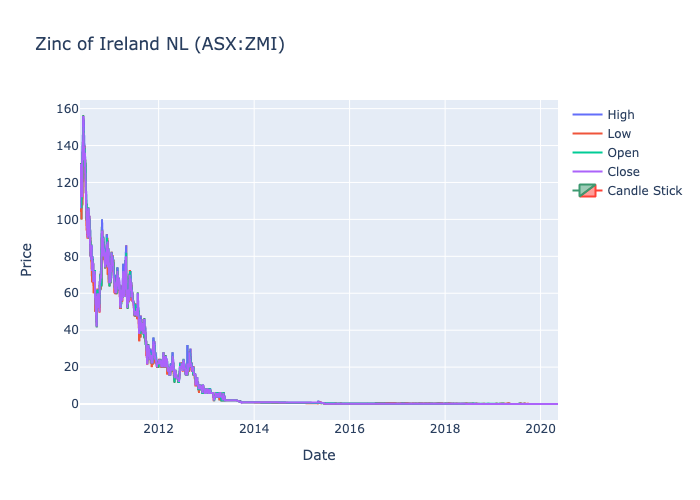 Zinc of Ireland NL (ASX:ZMI)
Price
160
140
120
100
80
60
40
20
0
2012 2014 2016 2018 2020
Date
High
Low
Open
Close
Candle Stick